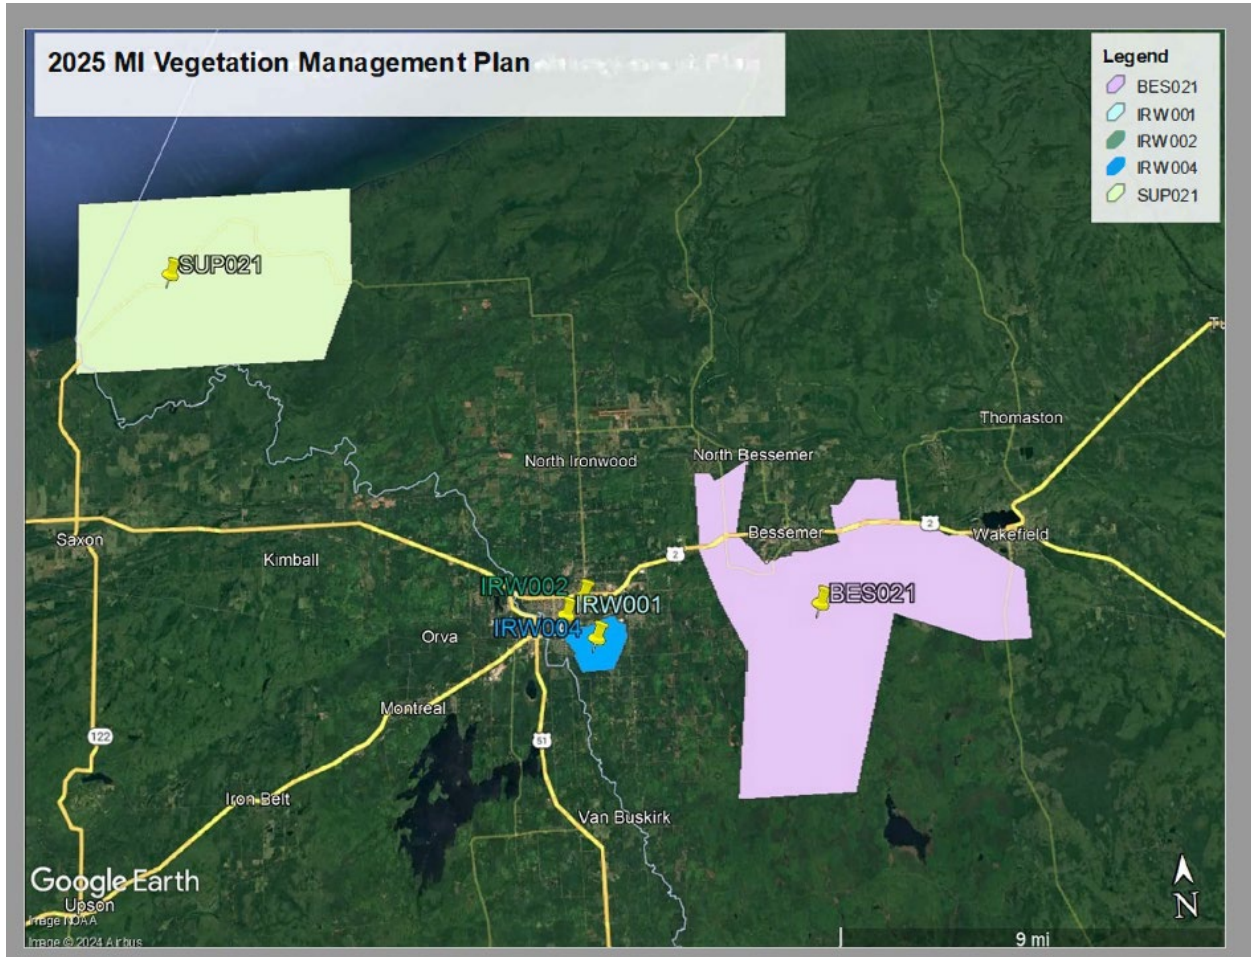 2025 MI Vegetation Management Plan
Legend
BES021
IRW001
IRW002
IRW004
SUP021
SUP021
Thomaston
North Ironwood
North Bessemer
2
Bessemer
Wakefield
Saxon
2
Kimball
IRW002
IRW001
BES021
IRW004
Orva
Montreal
122
51
Iron Belt
Van Buskirk
Google Earth
Upson
Image NOAA
Image © 2024 Airbus
N
9 mi